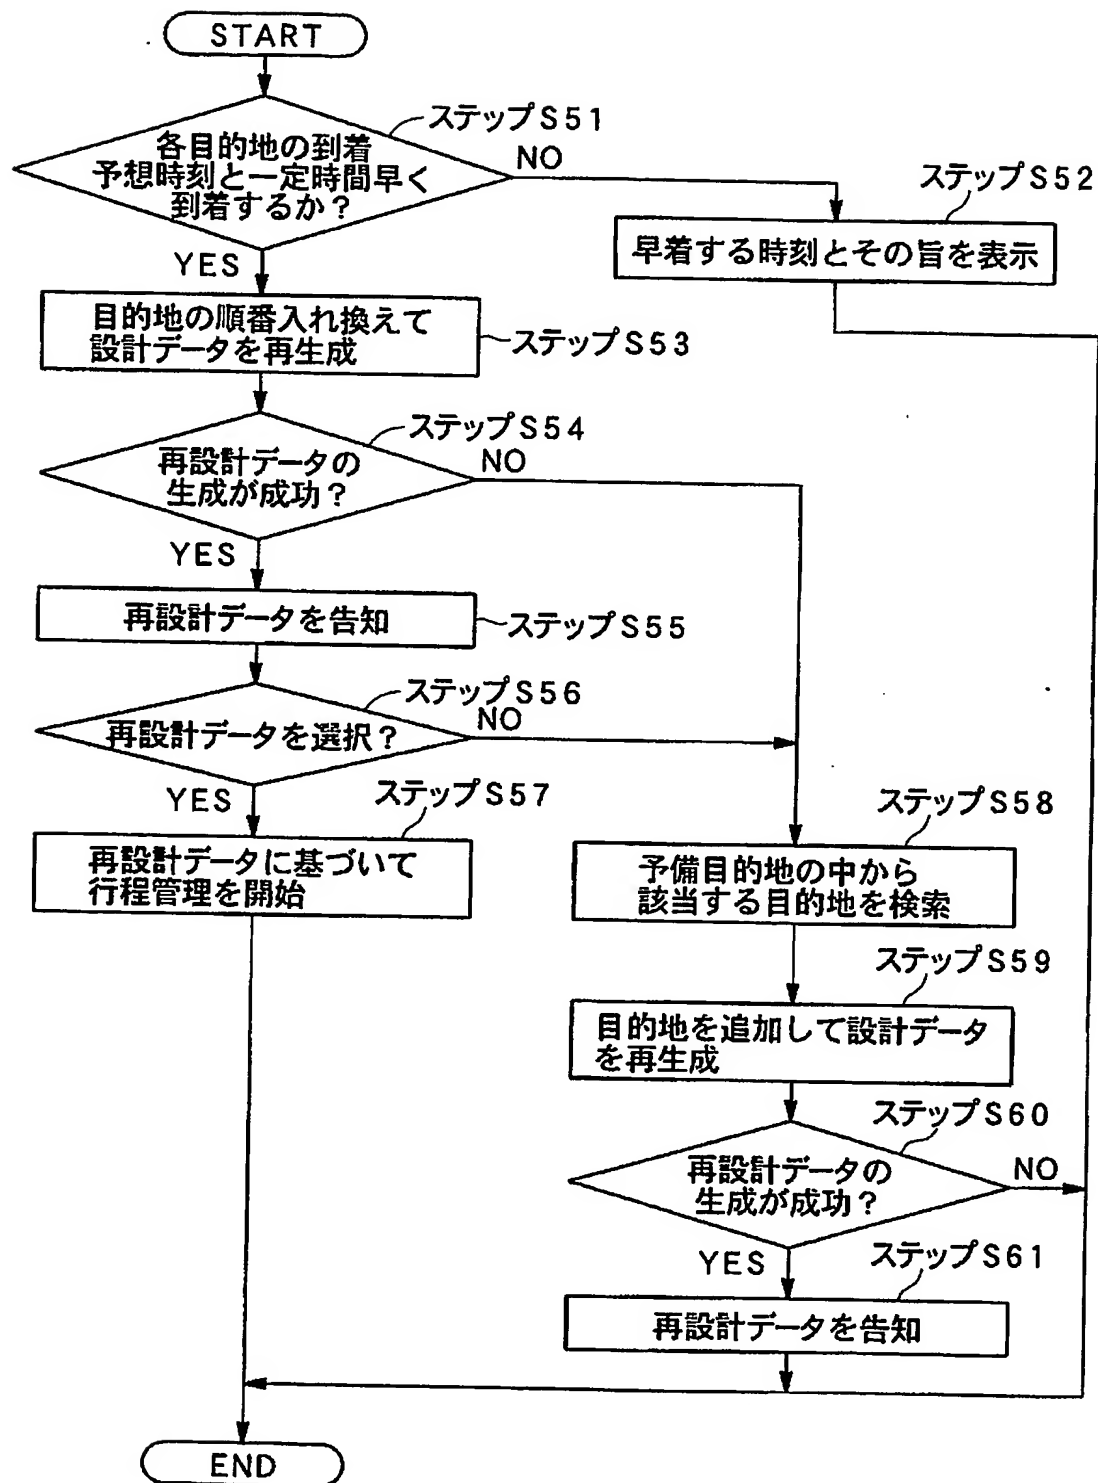 START
ステップS51
各目的地の到着
予想時刻と一定時間早く
到着するか？
NO
YES
ステップS52
早着する時刻とその旨を表示
目的地の順番入れ換えて
設計データを再生成
ステップS53
ステップS54
再設計データの
生成が成功？
NO
YES
再設計データを告知
ステップS55
ステップS56
再設計データを選択？
NO
YES
ステップS57
再設計データに基づいて
行程管理を開始
ステップS58
予備目的地の中から
該当する目的地を検索
ステップS59
目的地を追加して設計データ
を再生成
ステップS60
再設計データの
生成が成功？
NO
YES
ステップS61
再設計データを告知
END